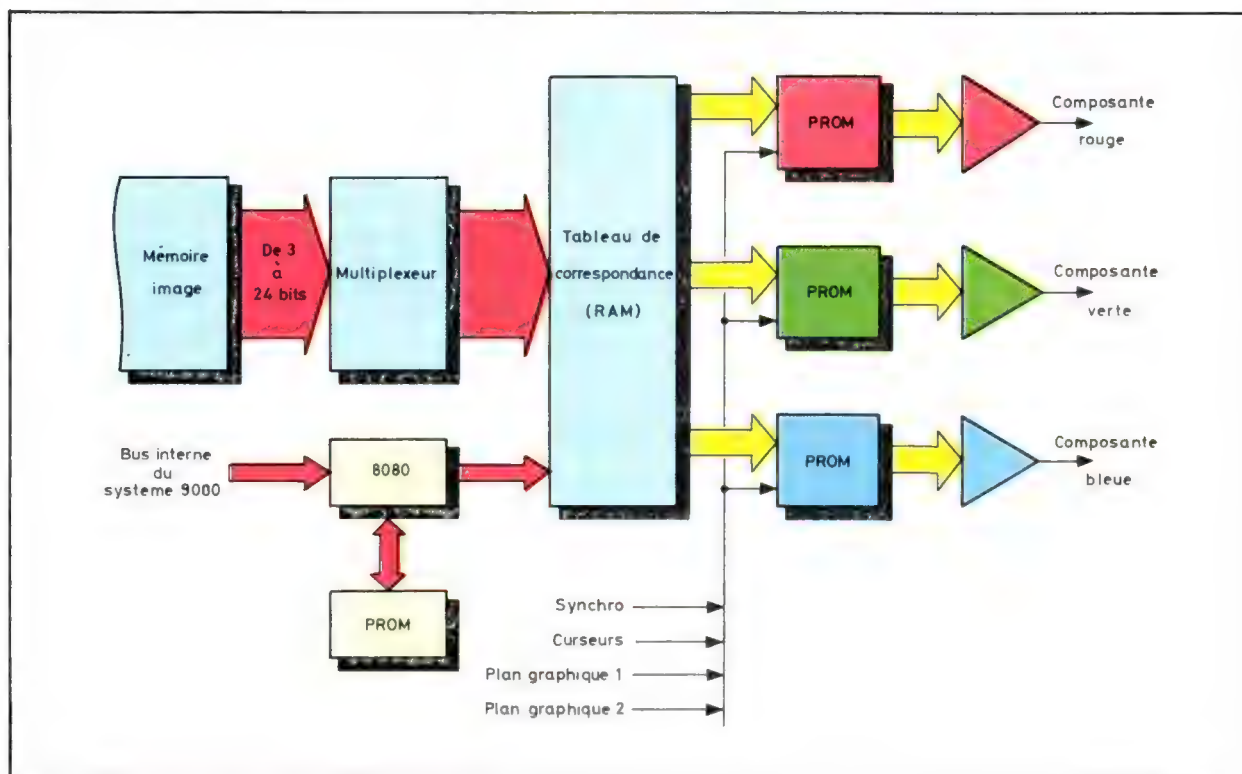 Mémoire
image
De 3
à
24 bits
Multiplexeur
Tableau de
correspondance
(RAM)
PROM
Composante
rouge
PROM
Composante
verte
PROM
Composante
bleue
Bus interne
du
systeme 9000
8080
PROM
Synchro
Curseurs
Plan graphique 1
Plan graphique 2